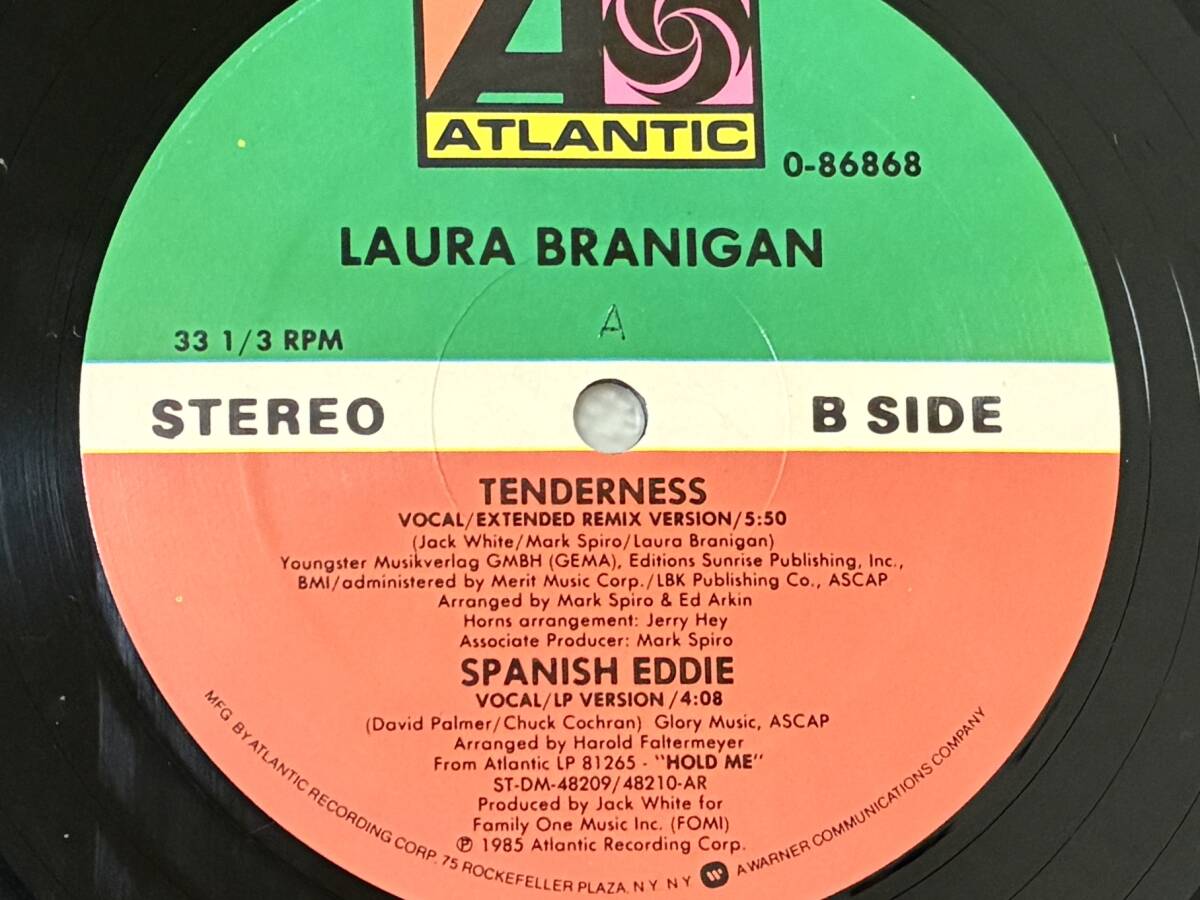 ATLANTIC
0-86868
LAURA BRANIGAN
A
33 1/3 RPM
STEREO
B SIDE
TENDERNESS
VOCAL/EXTENDED REMIX VERSION/5:50
(Jack White/Mark Spiro/Laura Branigan)
Youngster Musikverlag GMBH (GEMA), Editions Sunrise Publishing, Inc.,
BMI/administered by Merit Music Corp./LBK Publishing Co., ASCAP
Arranged by Mark Spiro & Ed Arkin
Horns arrangement: Jerry Hey
Associate Producer: Mark Spiro
SPANISH EDDIE
VOCAL/LP VERSION/4:08
(David Palmer/Chuck Cochran) Glory Music, ASCAP
Arranged by Harold Faltermeyer
From Atlantic LP 81265 - "HOLD ME"
ST-DM-48209/48210-AR
Produced by Jack White for
Family One Music Inc. (FOMI)
℗ 1985 Atlantic Recording Corp.
MFG BY ATLANTIC RECORDING CORP. 75 ROCKEFELLER PLAZA, N.Y. N.Y. A WARNER COMMUNICATIONS COMPANY